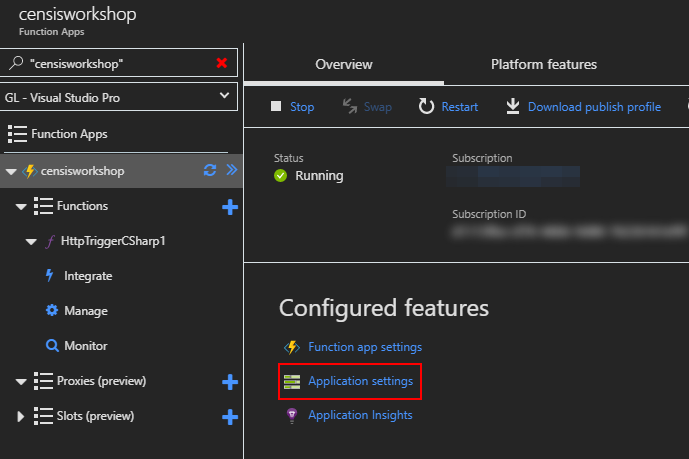 censisworkshop
Function Apps
"censisworkshop"
GL - Visual Studio Pro
Function Apps
censisworkshop
Functions
HttpTriggerCSharp1
Integrate
Manage
Monitor
Proxies (preview)
Slots (preview)
Overview
Platform features
Stop
Swap
Restart
Download publish profile
Status
Running
Subscription
Subscription ID
Configured features
Function app settings
Application settings
Application Insights